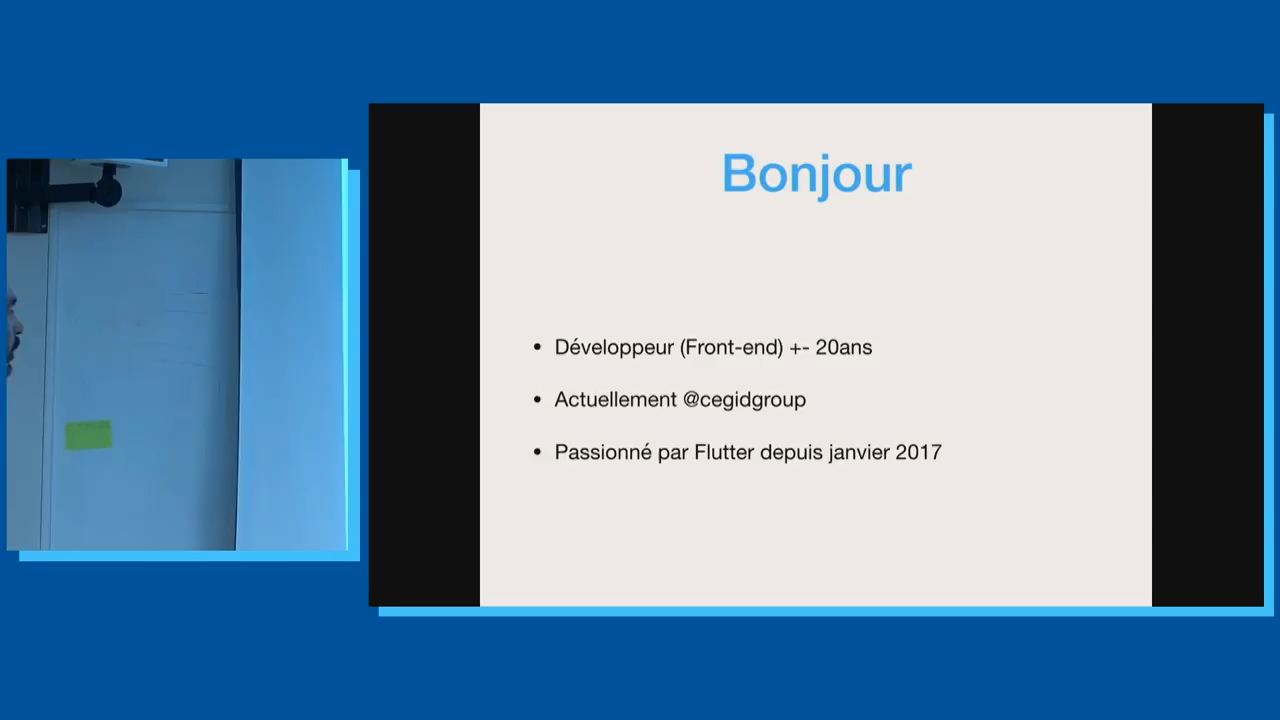 Bonjour
• Développeur (Front-end) +- 20ans
• Actuellement @cegidgroup
• Passionné par Flutter depuis janvier 2017